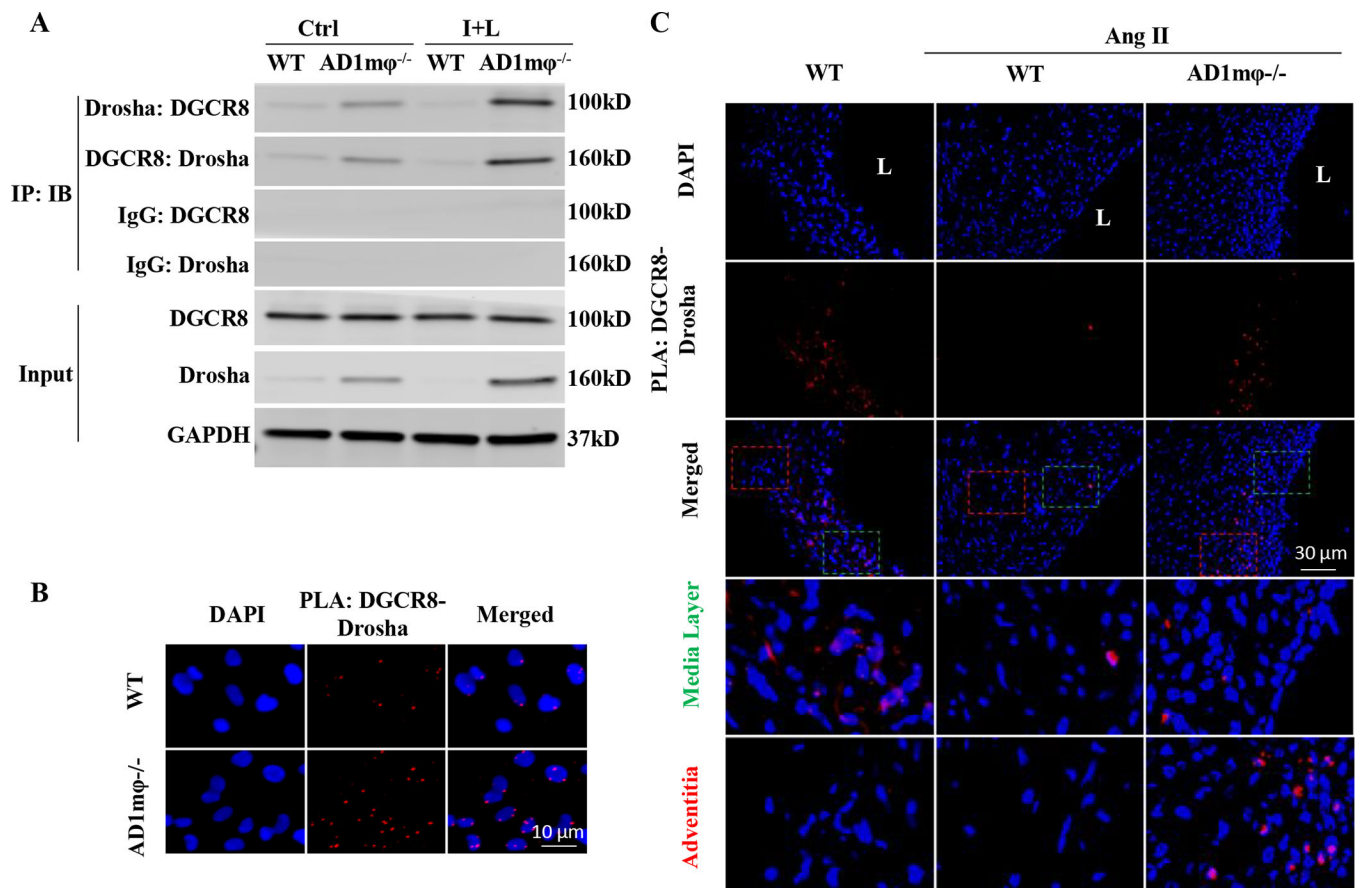 A
Ctrl I+L
WT AD1mφ-/- WT AD1mφ-/-
IP: IB
Drosha: DGCR8 100kD
DGCR8: Drosha 160kD
IgG: DGCR8 100kD
IgG: Drosha 160kD
Input
DGCR8 100kD
Drosha 160kD
GAPDH 37kD
B
DAPI PLA: DGCR8-Drosha Merged
WT
AD1mφ-/-
10 μm
C
Ang II
WT WT AD1mφ-/-
DAPI
L L L
PLA: DGCR8-
Drosha
Merged
30 μm
Media Layer
Adventitia